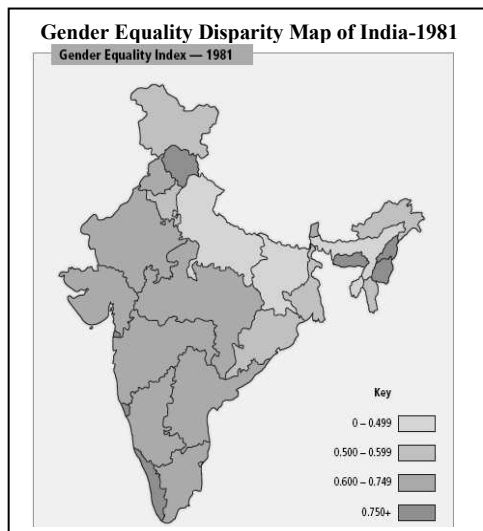 Gender Equality Disparity Map of India-1981
Gender Equality Index — 1981
Key
0 – 0.499
0.500 – 0.599
0.600 – 0.749
0.750+